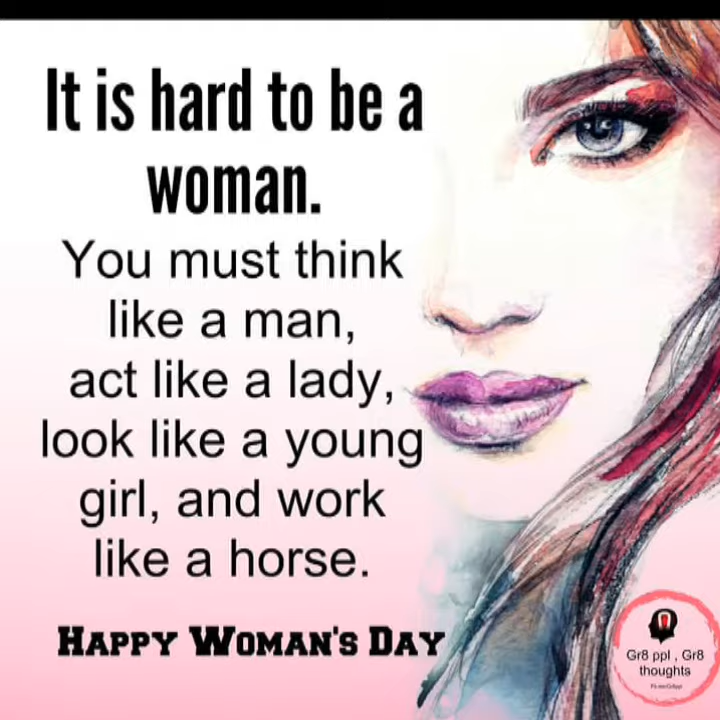 It is hard to be a
woman.
You must think
like a man,
act like a lady,
look like a young
girl, and work
like a horse.
HAPPY WOMAN'S DAY
Gr8 ppl , Gr8
thoughts